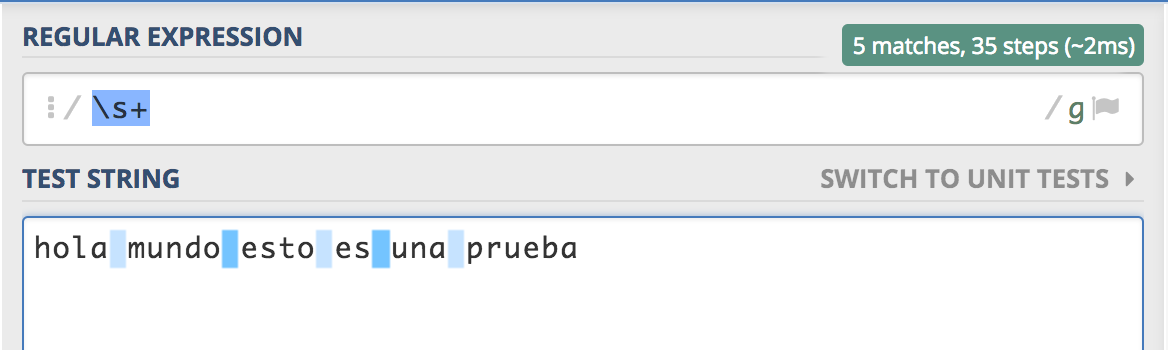 REGULAR EXPRESSION
5 matches, 35 steps (~2ms)
/ \s+ / g
TEST STRING
SWITCH TO UNIT TESTS
hola mundo esto es una prueba